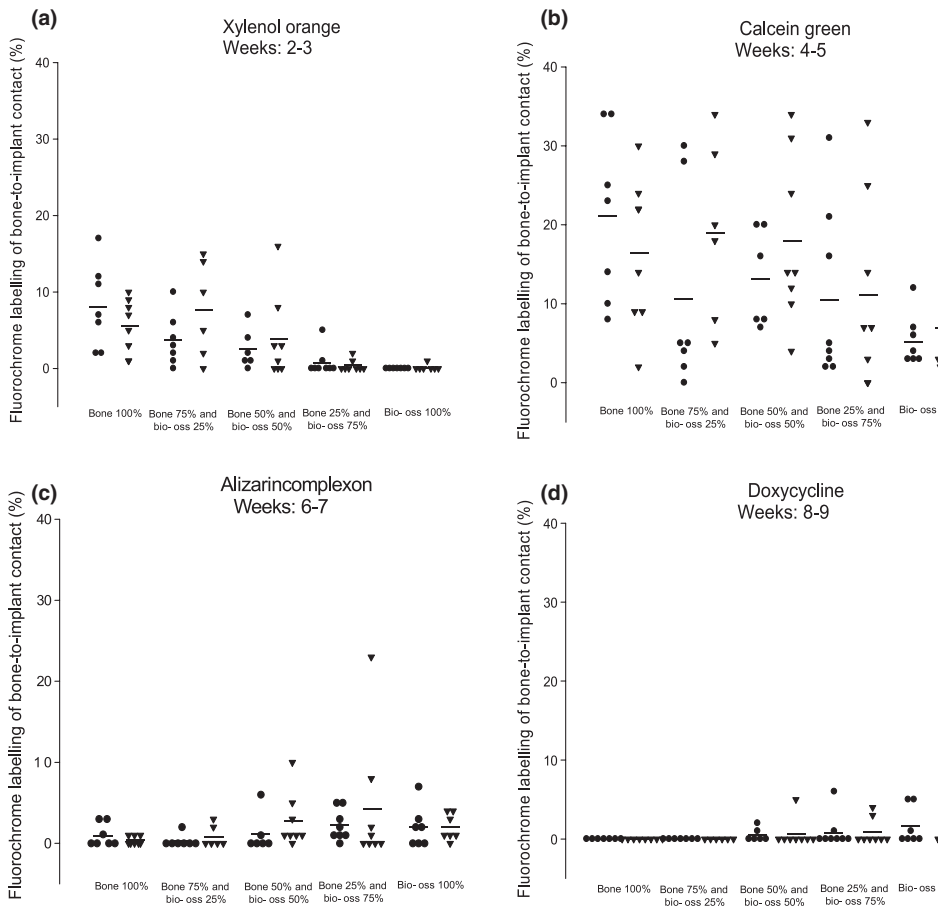 (a)
Xylenol orange
Weeks: 2-3
Fluorochrome labelling of bone-to-implant contact (%)
40
30
20
10
0
Bone 100%
Bone 75% and
bio- oss 25%
Bone 50% and
bio- oss 50%
Bone 25% and
bio- oss 75%
Bio- oss 100%
(b)
Calcein green
Weeks: 4-5
Fluorochrome labelling of bone-to-implant contact (%)
40
30
20
10
0
Bone 100%
Bone 75% and
bio- oss 25%
Bone 50% and
bio- oss 50%
Bone 25% and
bio- oss 75%
Bio- oss
(c)
Alizarincomplexon
Weeks: 6-7
Fluorochrome labelling of bone-to-implant contact (%)
40
30
20
1 0
0
Bone 100%
Bone 75% and
bio- oss 25%
Bone 50% and
bio- oss 50%
Bone 25% and
bio- oss 75%
Bio- oss 100%
(d)
Doxycycline
Weeks: 8-9
Fluorochrome labelling of bone-to-implant contact (%)
40
30
20
1 0
0
Bone 100%
Bone 75% and
bio- oss 25%
Bone 50% and
bio- oss 50%
Bone 25% and
bio- oss 75%
Bio- oss